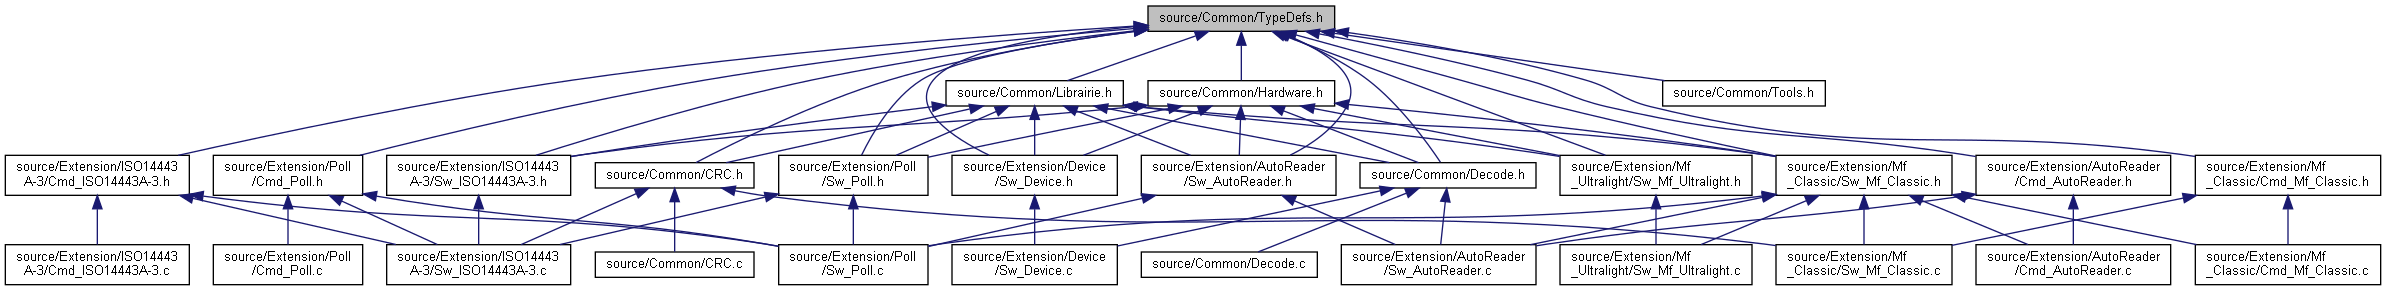 source/Common/TypeDefs.h
source/Common/Librairie.h
source/Common/Hardware.h
source/Common/Tools.h
source/Extension/ISO14443
A-3/Cmd_ISO14443A-3.h
source/Extension/Poll
/Cmd_Poll.h
source/Extension/ISO14443
A-3/Sw_ISO14443A-3.h
source/Common/CRC.h
source/Extension/Poll
/Sw_Poll.h
source/Extension/Device
/Sw_Device.h
source/Extension/AutoReader
/Sw_AutoReader.h
source/Common/Decode.h
source/Extension/Mf
_Ultralight/Sw_Mf_Ultralight.h
source/Extension/Mf
_Classic/Sw_Mf_Classic.h
source/Extension/AutoReader
/Cmd_AutoReader.h
source/Extension/Mf
_Classic/Cmd_Mf_Classic.h
source/Extension/ISO14443
A-3/Cmd_ISO14443A-3.c
source/Extension/Poll
/Cmd_Poll.c
source/Extension/ISO14443
A-3/Sw_ISO14443A-3.c
source/Common/CRC.c
source/Extension/Poll
/Sw_Poll.c
source/Extension/Device
/Sw_Device.c
source/Common/Decode.c
source/Extension/AutoReader
/Sw_AutoReader.c
source/Extension/Mf
_Ultralight/Sw_Mf_Ultralight.c
source/Extension/Mf
_Classic/Sw_Mf_Classic.c
source/Extension/AutoReader
/Cmd_AutoReader.c
source/Extension/Mf
_Classic/Cmd_Mf_Classic.c